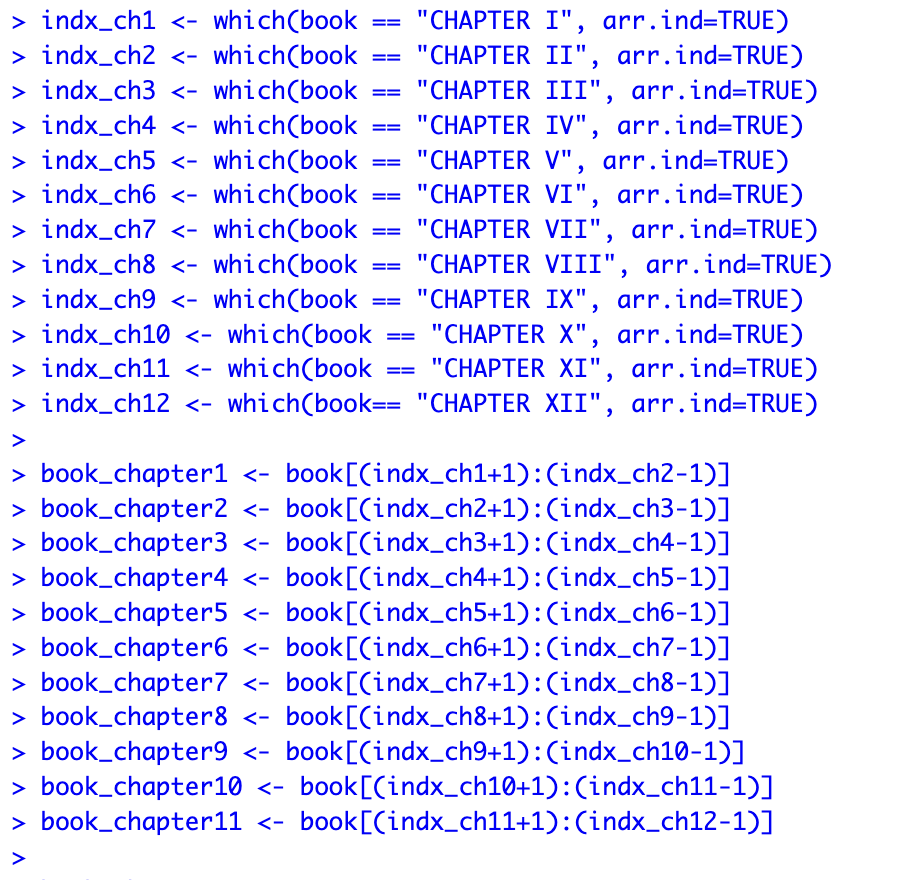 > indx_ch1 <- which(book == "CHAPTER I", arr.ind=TRUE)
> indx_ch2 <- which(book == "CHAPTER II", arr.ind=TRUE)
> indx_ch3 <- which(book == "CHAPTER III", arr.ind=TRUE)
> indx_ch4 <- which(book == "CHAPTER IV", arr.ind=TRUE)
> indx_ch5 <- which(book == "CHAPTER V", arr.ind=TRUE)
> indx_ch6 <- which(book == "CHAPTER VI", arr.ind=TRUE)
> indx_ch7 <- which(book == "CHAPTER VII", arr.ind=TRUE)
> indx_ch8 <- which(book == "CHAPTER VIII", arr.ind=TRUE)
> indx_ch9 <- which(book == "CHAPTER IX", arr.ind=TRUE)
> indx_ch10 <- which(book == "CHAPTER X", arr.ind=TRUE)
> indx_ch11 <- which(book == "CHAPTER XI", arr.ind=TRUE)
> indx_ch12 <- which(book== "CHAPTER XII", arr.ind=TRUE)
>
> book_chapter1 <- book[(indx_ch1+1):(indx_ch2-1)]
> book_chapter2 <- book[(indx_ch2+1):(indx_ch3-1)]
> book_chapter3 <- book[(indx_ch3+1):(indx_ch4-1)]
> book_chapter4 <- book[(indx_ch4+1):(indx_ch5-1)]
> book_chapter5 <- book[(indx_ch5+1):(indx_ch6-1)]
> book_chapter6 <- book[(indx_ch6+1):(indx_ch7-1)]
> book_chapter7 <- book[(indx_ch7+1):(indx_ch8-1)]
> book_chapter8 <- book[(indx_ch8+1):(indx_ch9-1)]
> book_chapter9 <- book[(indx_ch9+1):(indx_ch10-1)]
> book_chapter10 <- book[(indx_ch10+1):(indx_ch11-1)]
> book_chapter11 <- book[(indx_ch11+1):(indx_ch12-1)]
>